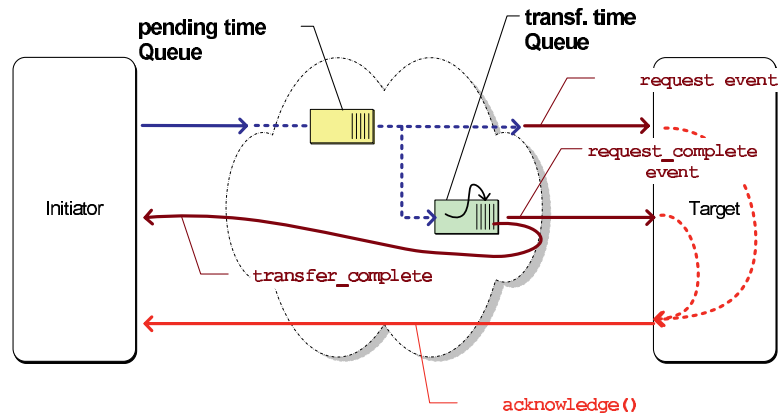 pending time
Queue
transf. time
Queue
request event
request_complete
event
Initiator
Target
transfer_complete
acknowledge()